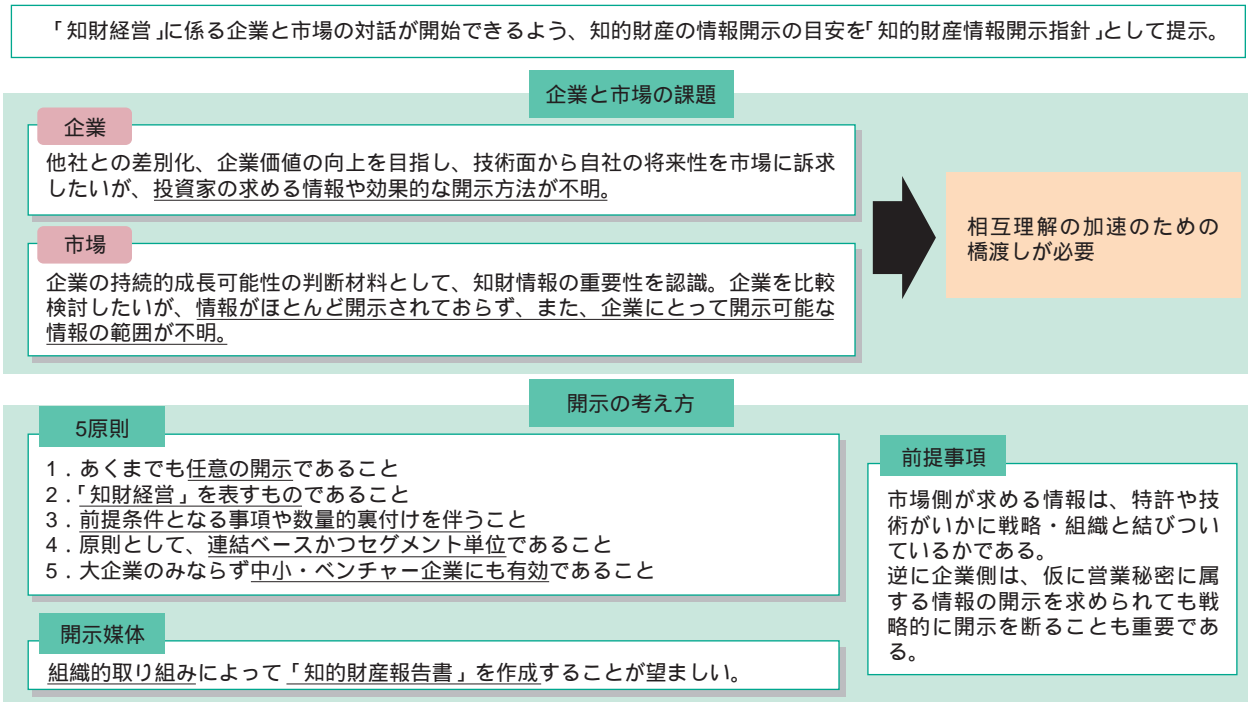 「知財経営」に係る企業と市場の対話が開始できるよう、知的財産の情報開示の目安を「知的財産情報開示指針」として提示。
企業と市場の課題
企業
他社との差別化、企業価値の向上を目指し、技術面から自社の将来性を市場に訴求
したいが、投資家の求める情報や効果的な開示方法が不明。
市場
企業の持続的成長可能性の判断材料として、知財情報の重要性を認識。企業を比較
検討したいが、情報がほとんど開示されておらず、また、企業にとって開示可能な
情報の範囲が不明。
相互理解の加速のための
橋渡しが必要
開示の考え方
5原則
1．あくまでも任意の開示であること
2．「知財経営」を表すものであること
3．前提条件となる事項や数量的裏付けを伴うこと
4．原則として、連結ベースかつセグメント単位であること
5．大企業のみならず中小・ベンチャー企業にも有効であること
開示媒体
組織的取り組みによって「知的財産報告書」を作成することが望ましい。
前提事項
市場側が求める情報は、特許や技
術がいかに戦略・組織と結びつい
ているかである。
逆に企業側は、仮に営業秘密に属
する情報の開示を求められても戦
略的に開示を断ることも重要であ
る。